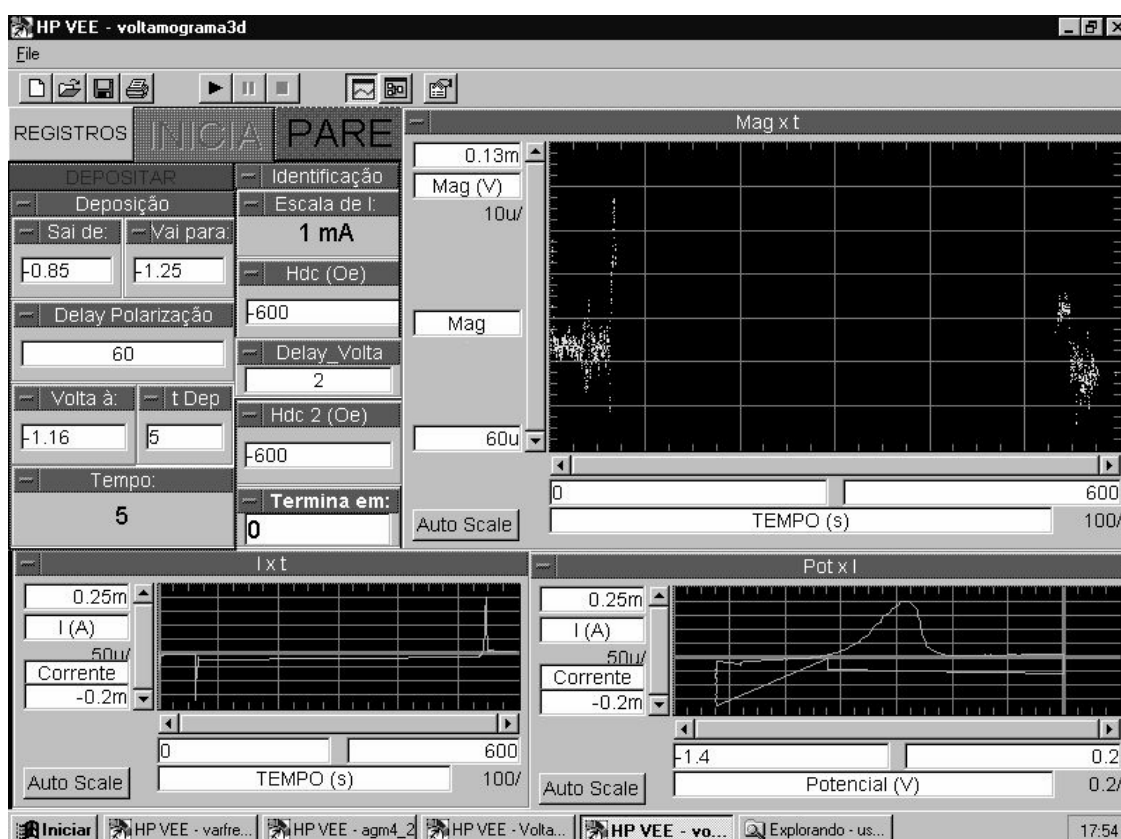 HP VEE - voltamograma3d
File
REGISTROS
INICIA
PARE
DEPOSITAR
Deposição
Sai de:
Vai para:
-0.85
-1.25
Delay Polarização
60
Volta à:
t Dep
-1.16
5
Tempo:
5
Identificação
Escala de I:
1 mA
Hdc (Oe)
-600
Delay_Volta
2
Hdc 2 (Oe)
-600
Termina em:
0
Mag x t
0.13m
Mag (V)
10u/
Mag
60u
Auto Scale
0
600
TEMPO (s)
100/
I x t
0.25m
I (A)
50u/
Corrente
-0.2m
Auto Scale
0
600
TEMPO (s)
100/
Pot x I
0.25m
I (A)
50u/
Corrente
-0.2m
Auto Scale
-1.4
0.2
Potencial (V)
0.2/
Iniciar
HP VEE - varfre...
HP VEE - agm4_2
HP VEE - Volta...
HP VEE - vo...
Explorando - us...
17:54